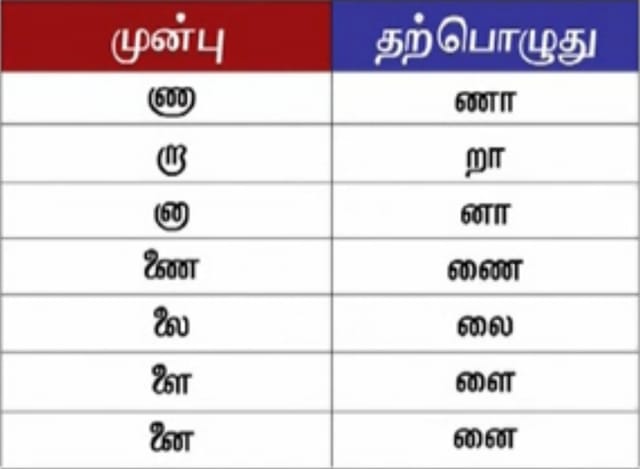 முன்பு தற்பொழுது
ணா ணா
றா றா
னா னா
ணை ணை
லை லை
ளை ளை
னை னை